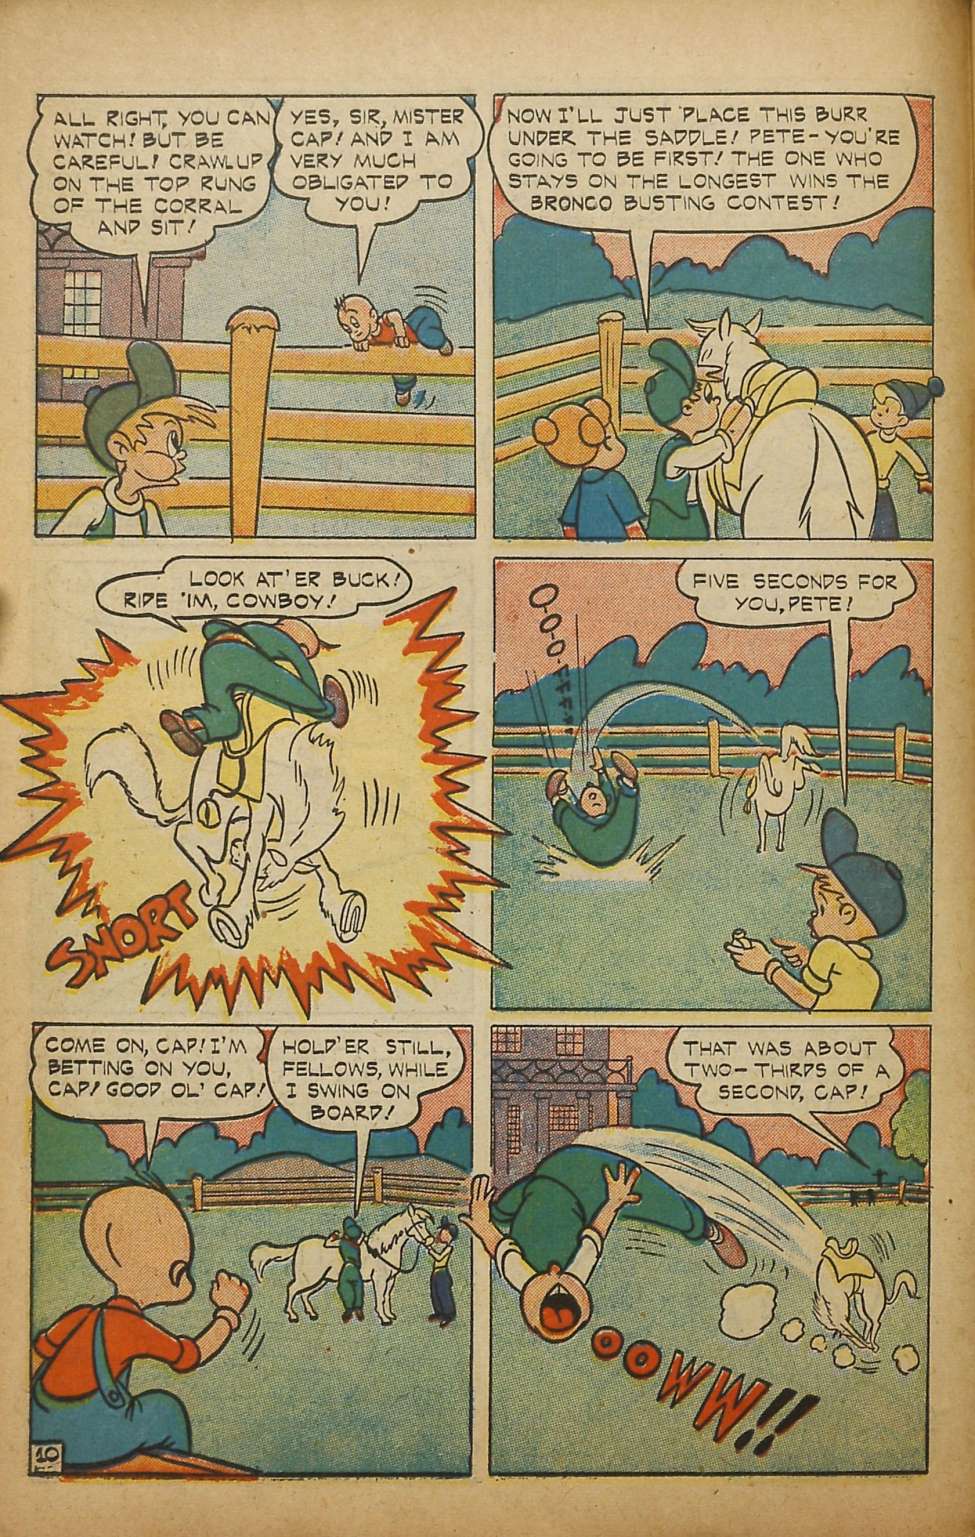 ALL RIGHT, YOU CAN
WATCH! BUT BE
CAREFUL! CRAWL UP
ON THE TOP RUNG
OF THE CORRAL
AND SIT!
YES, SIR, MISTER
CAP! AND I AM
VERY MUCH
OBLIGATED TO
YOU!
NOW I'LL JUST PLACE THIS BURR
UNDER THE SADDLE! PETE-YOU'RE
GOING TO BE FIRST! THE ONE WHO
STAYS ON THE LONGEST WINS THE
BRONCO BUSTING CONTEST!
LOOK AT 'ER BUCK!
RIDE 'IM, COWBOY!
SNORT
FIVE SECONDS FOR
YOU, PETE!
O-O-O-
COME ON, CAP! I'M
BETTING ON YOU,
CAP! GOOD OL' CAP!
HOLD 'ER STILL,
FELLOWS, WHILE
I SWING ON
BOARD!
THAT WAS ABOUT
TWO-THIRDS OF A
SECOND, CAP!
OOWW!!
10